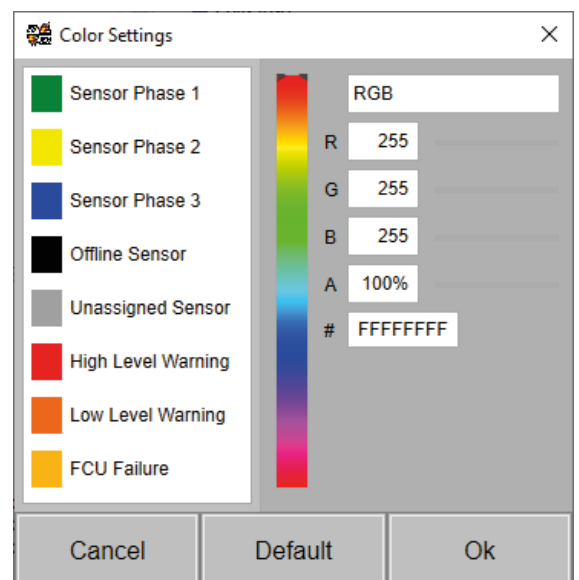 Color Settings
Sensor Phase 1
Sensor Phase 2
Sensor Phase 3
Offline Sensor
Unassigned Sensor
High Level Warning
Low Level Warning
FCU Failure
RGB
R 255
G 255
B 255
A 100%
# FFFFFFFF
Cancel Default Ok